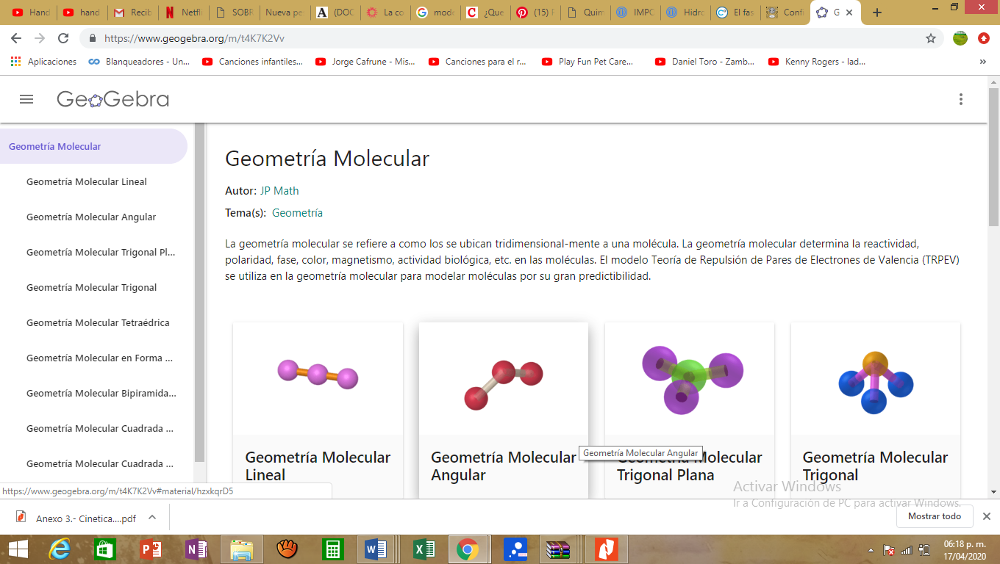 Hand
hand
Recib
Netfl
SOBR
Nueva pe
(DOC
La co
mode
¿Que
(15) F
Quim
IMPC
Hidro
El fas
Confi
G
https://www.geogebra.org/m/t4K7K2Vv
Aplicaciones
Blanqueadores - Un...
Canciones infantiles...
Jorge Cafrune - Mis...
Canciones para el r...
Play Fun Pet Care...
Daniel Toro - Zamb...
Kenny Rogers - lad...
GeoGebra
Geometría Molecular
Geometría Molecular Lineal
Geometría Molecular Angular
Geometría Molecular Trigonal Pl...
Geometría Molecular Trigonal
Geometría Molecular Tetraédrica
Geometría Molecular en Forma ...
Geometría Molecular Bipiramida...
Geometría Molecular Cuadrada ...
Geometría Molecular Cuadrada ...
https://www.geogebra.org/m/t4K7K2Vv#material/hzxkqrD5
Geometría Molecular
Autor: JP Math
Tema(s): Geometría
La geometría molecular se refiere a como los se ubican tridimensional-mente a una molécula. La geometría molecular determina la reactividad,
polaridad, fase, color, magnetismo, actividad biológica, etc. en las moléculas. El modelo Teoría de Repulsión de Pares de Electrones de Valencia (TRPEV)
se utiliza en la geometría molecular para modelar moléculas por su gran predictibilidad.
Geometría Molecular
Lineal
Geometría Molecular
Angular
Geometría Molecular Angular
Geometría Molecular
Trigonal Plana
Geometría Molecular
Trigonal
Activar Windows
Ir a Configuración de PC para activar Windows.
Anexo 3.- Cinetica....pdf
Mostrar todo
06:18 p. m.
17/04/2020